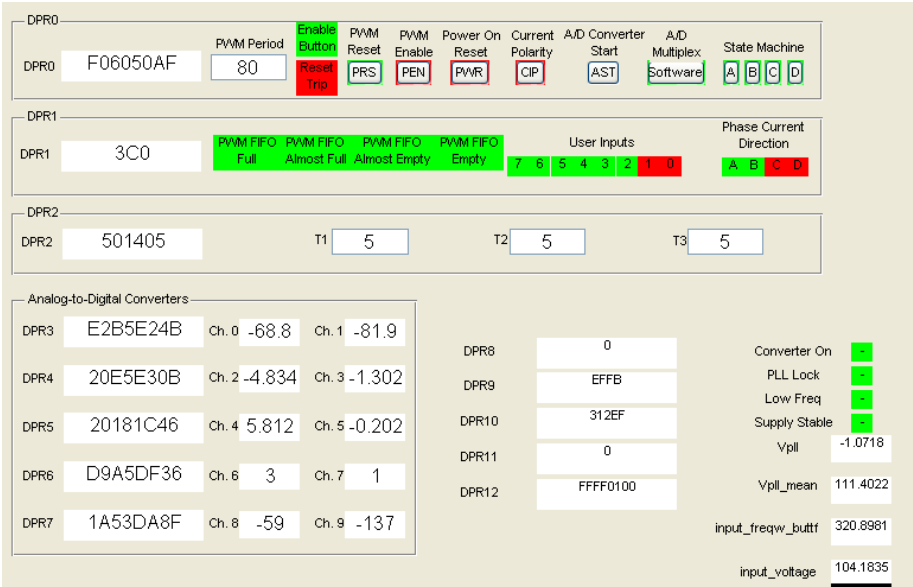 DPR0
DPR0 F06050AF
PWM Period
80
Enable Button
Reset Trip
PWM Reset
PRS
PWM Enable
PEN
Power On Reset
PWR
Current Polarity
CIP
A/D Converter Start
AST
A/D Multiplex
Software
State Machine
A B C D
DPR1
DPR1 3C0
PWM FIFO Full
PWM FIFO Almost Full
PWM FIFO Almost Empty
PWM FIFO Empty
User Inputs
7 6 5 4 3 2 1 0
Phase Current Direction
A B C D
DPR2
DPR2 501405
T1 5
T2 5
T3 5
Analog-to-Digital Converters
DPR3 E2B5E24B Ch. 0 -68.8 Ch. 1 -81.9
DPR4 20E5E30B Ch. 2 -4.834 Ch. 3 -1.302
DPR5 20181C46 Ch. 4 5.812 Ch. 5 -0.202
DPR6 D9A5DF36 Ch. 6 3 Ch. 7 1
DPR7 1A53DA8F Ch. 8 -59 Ch. 9 -137
DPR8 0
DPR9 EFFB
DPR10 312EF
DPR11 0
DPR12 FFFF0100
Converter On -
PLL Lock -
Low Freq -
Supply Stable -
Vpll -1.0718
Vpll_mean 111.4022
input_freqw_buttf 320.8981
input_voltage 104.1835